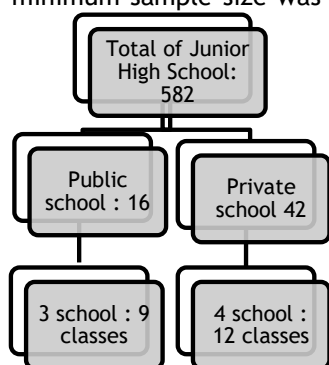 minimum sample size was
Total of Junior
High School:
582
Public
school : 16
Private
school 42
3 school : 9
classes
4 school :
12 classes